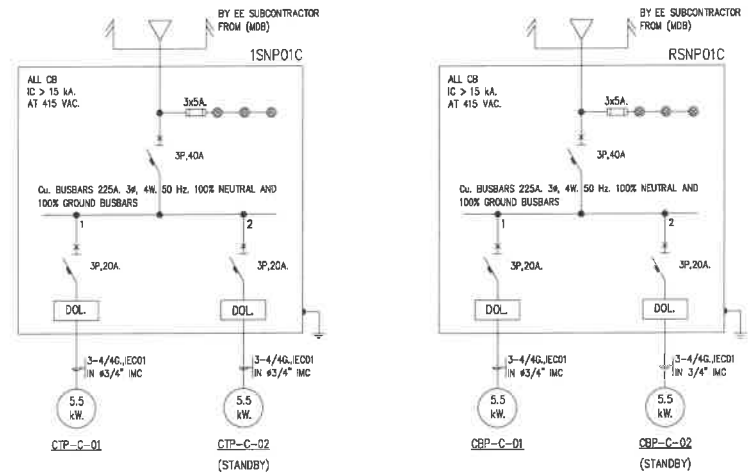 BY EE SUBCONTRACTOR
FROM (MDB)
1SNP01C
ALL CB
IC > 15 kA.
AT 415 VAC.
3x5A.
3P,40A
Cu. BUSBARS 225A. 3ø, 4W. 50 Hz. 100% NEUTRAL AND
100% GROUND BUSBARS
1
2
3P,20A.
3P,20A.
DOL.
DOL.
3-4/4G.,IEC01
IN ø3/4" IMC
3-4/4G.,IEC01
IN ø3/4" IMC
5.5
kW.
5.5
kW.
CTP-C-01
CTP-C-02
(STANDBY)
BY EE SUBCONTRACTOR
FROM (MDB)
RSNP01C
ALL CB
IC > 15 kA.
AT 415 VAC.
3x5A.
3P,40A
Cu. BUSBARS 225A. 3ø, 4W. 50 Hz. 100% NEUTRAL AND
100% GROUND BUSBARS
1
2
3P,20A.
3P,20A.
DOL.
DOL.
3-4/4G.,IEC01
IN ø3/4" IMC
3-4/4G.,IEC01
IN 3/4" IMC
5.5
kW.
5.5
kW.
CBP-C-01
CBP-C-02
(STANDBY)